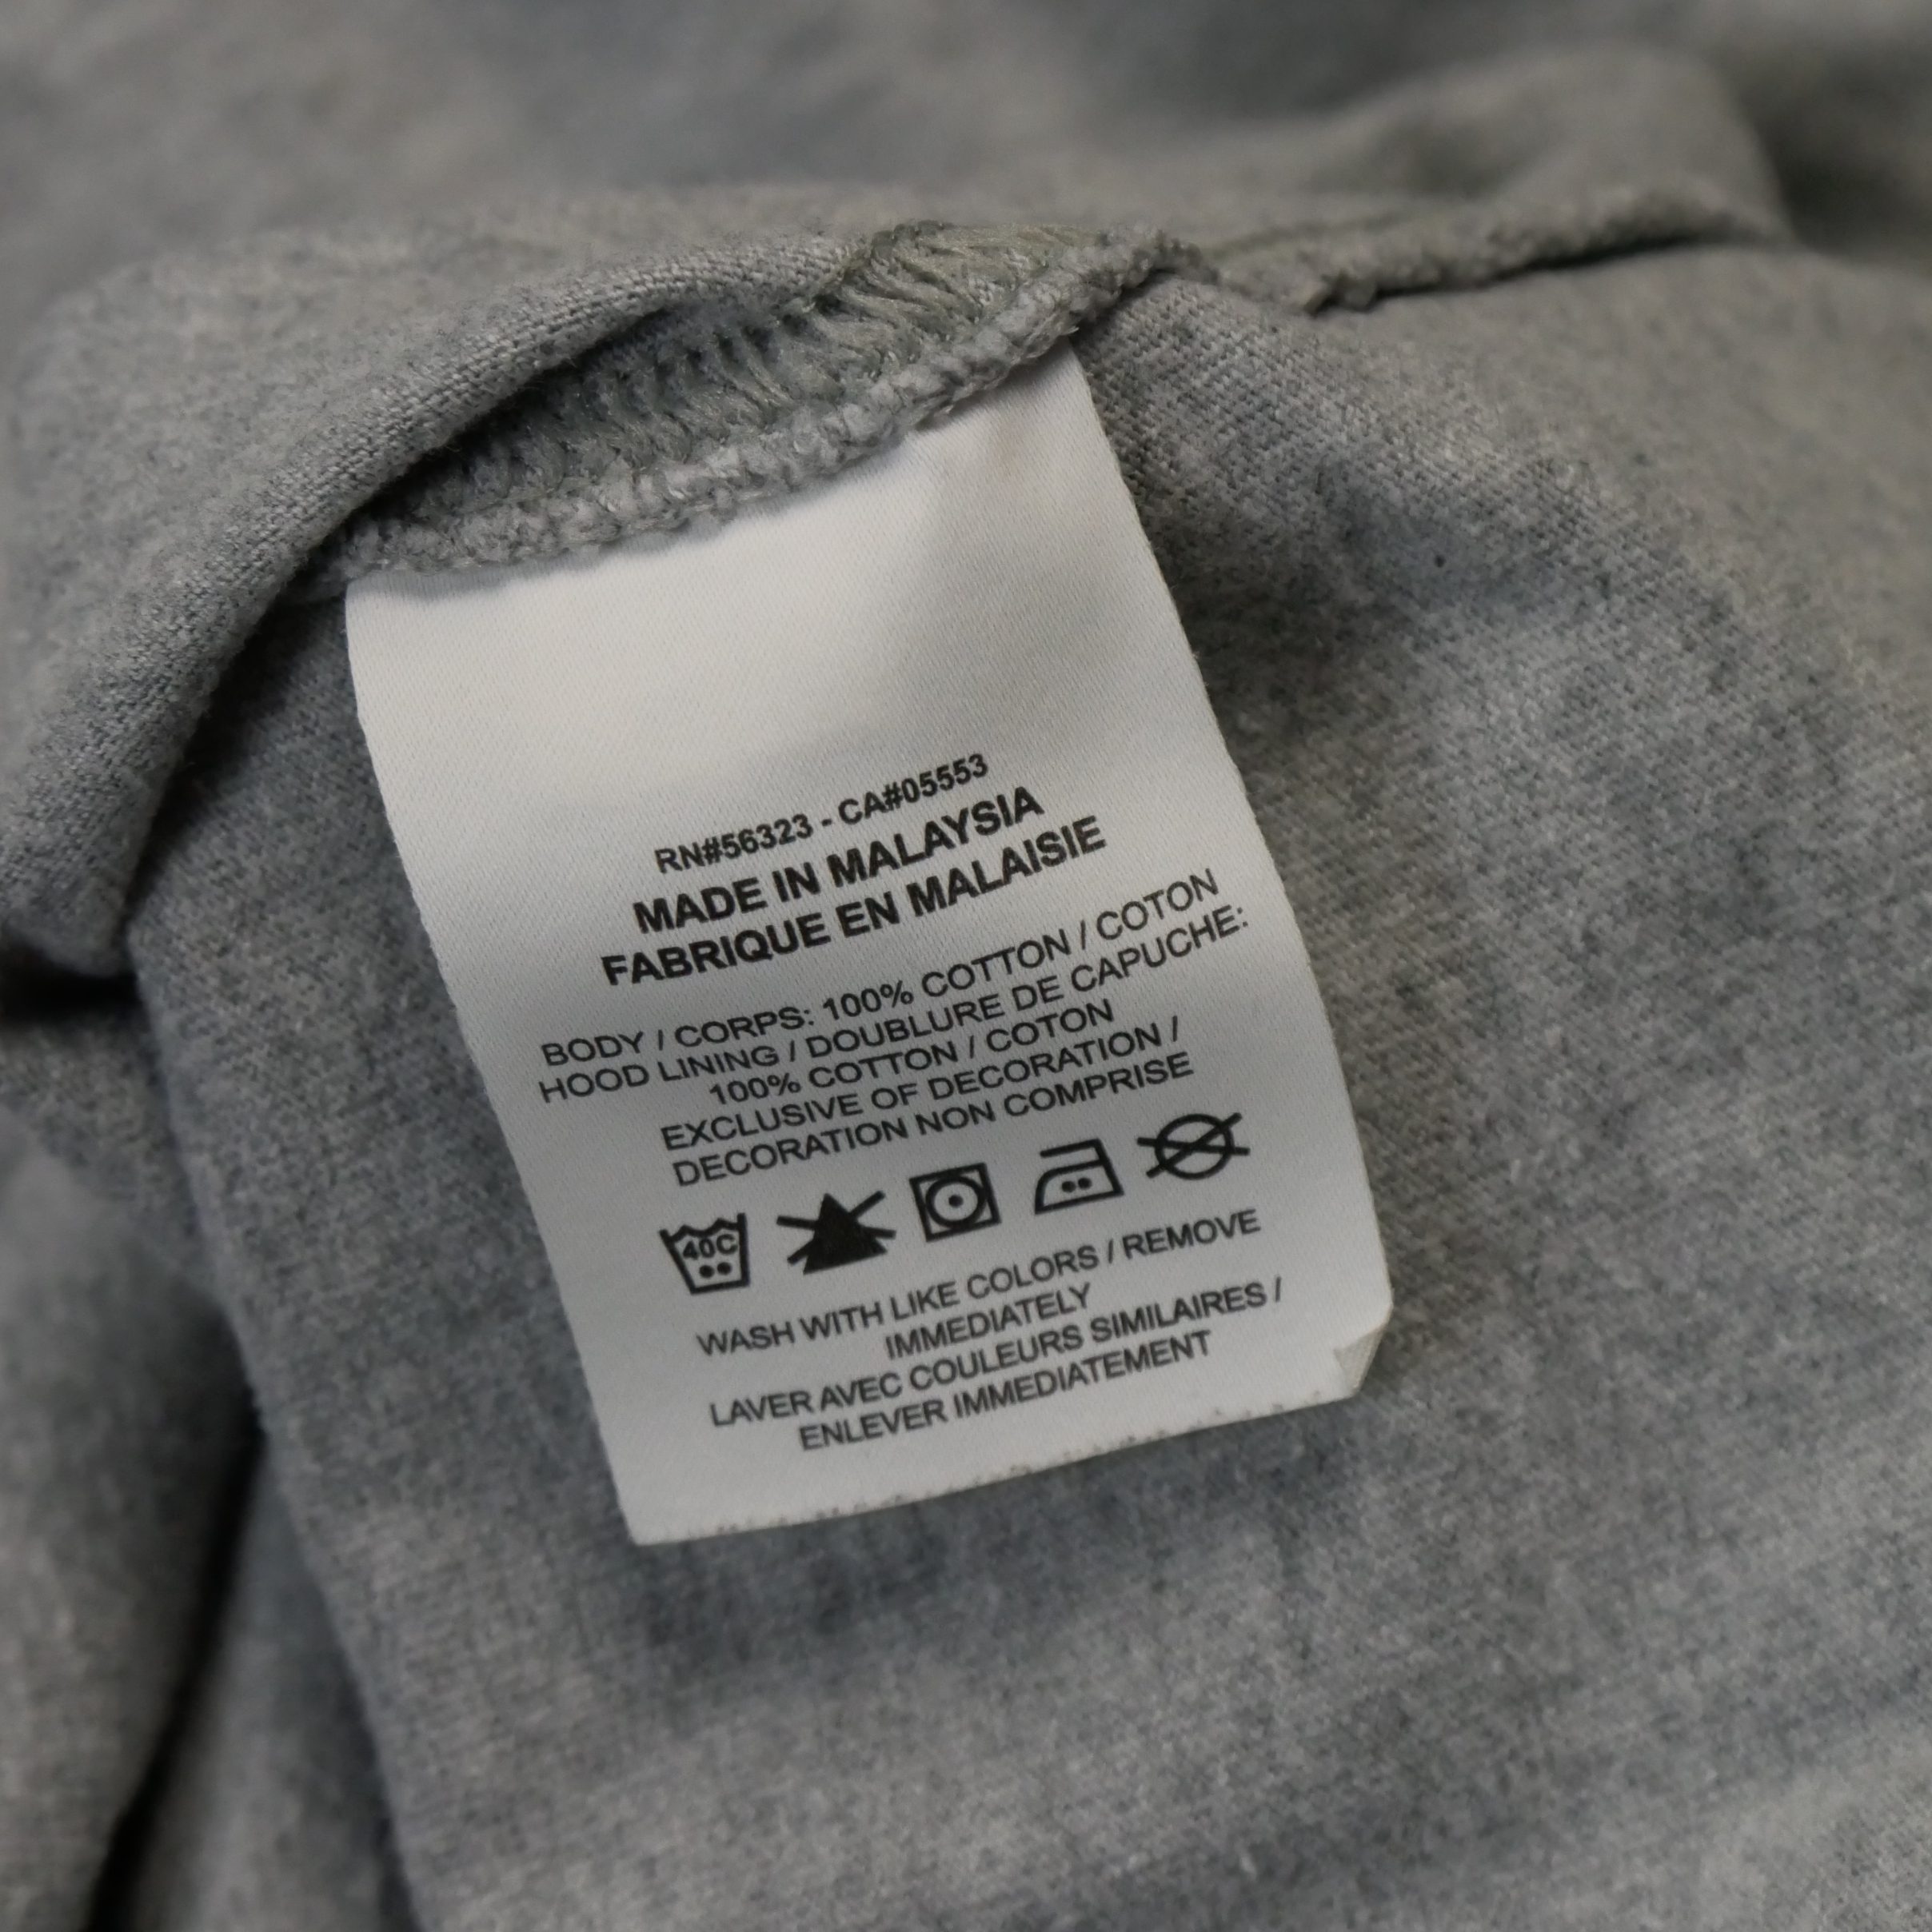 RN#56323 - CA#05553
MADE IN MALAYSIA
FABRIQUE EN MALAISIE
BODY / CORPS: 100% COTTON / COTON
HOOD LINING / DOUBLURE DE CAPUCHE:
100% COTTON / COTON
EXCLUSIVE OF DECORATION /
DECORATION NON COMPRISE
40C
WASH WITH LIKE COLORS / REMOVE
IMMEDIATELY
LAVER AVEC COULEURS SIMILAIRES /
ENLEVER IMMEDIATEMENT